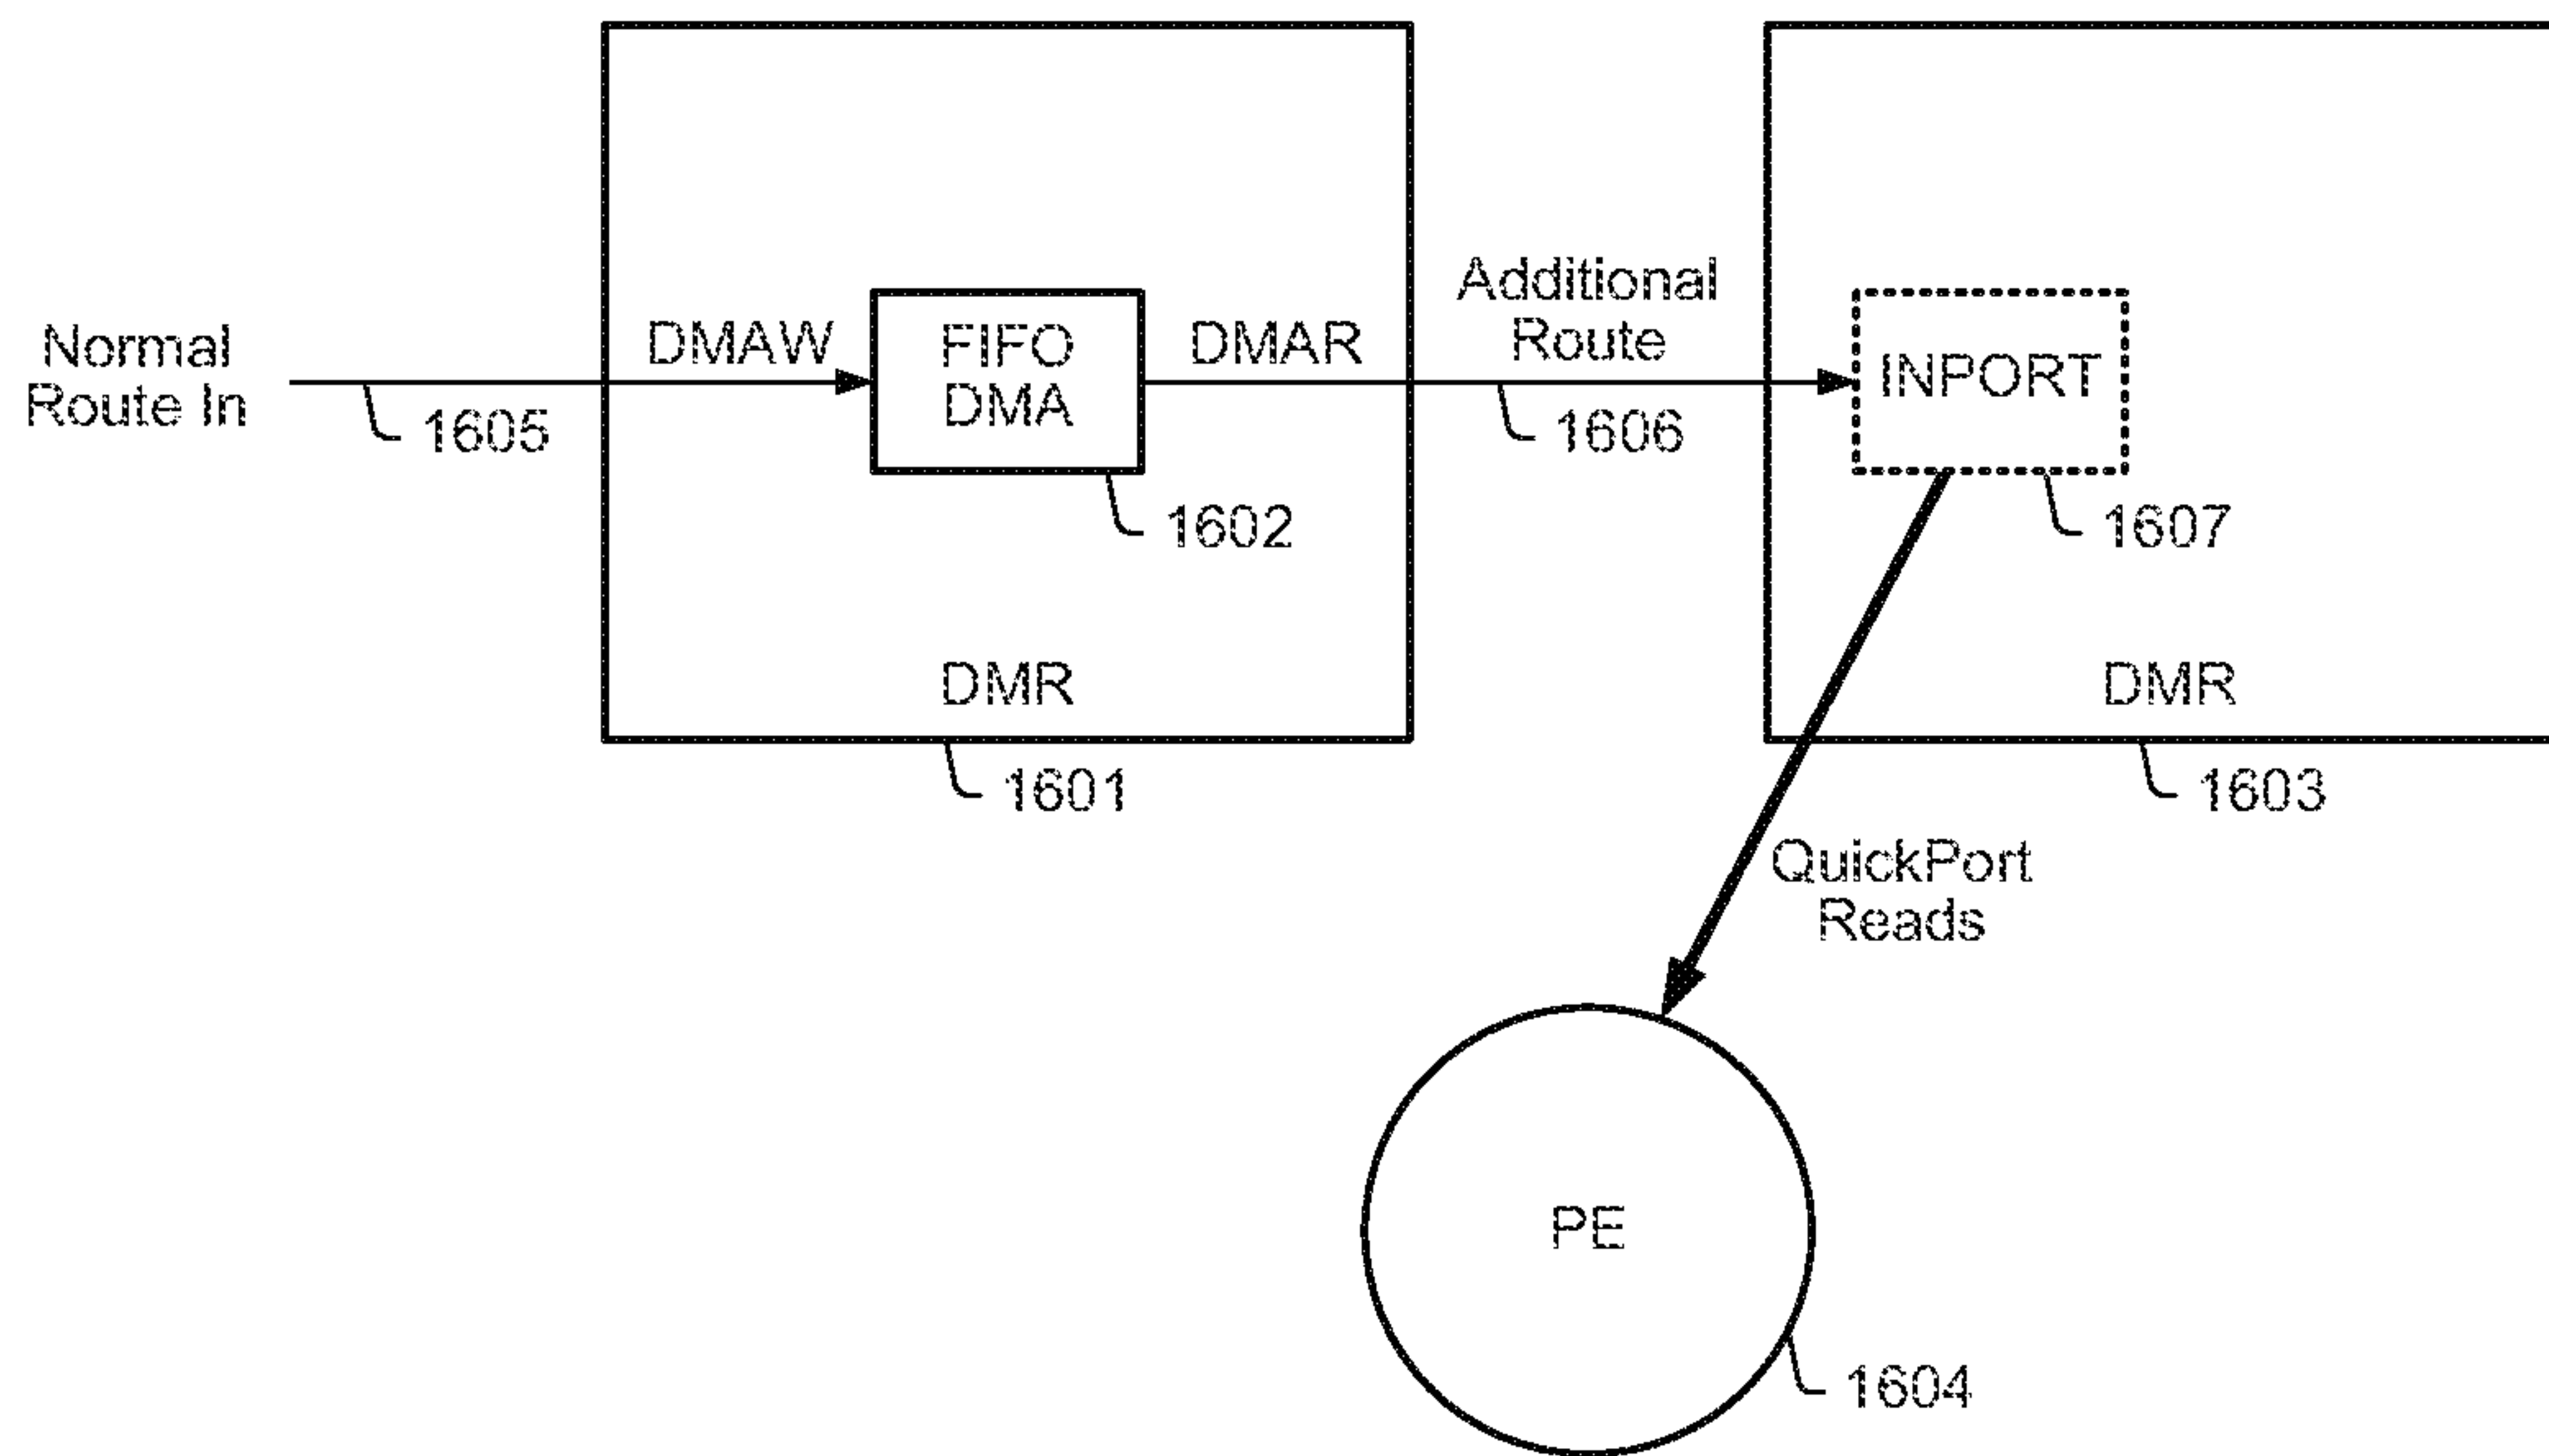 Normal
Route In
1605
DMAW
FIFO
DMA
1602
DMAR
DMR
1601
Additional
Route
1606
INPORT
1607
DMR
1603
QuickPort
Reads
PE
1604